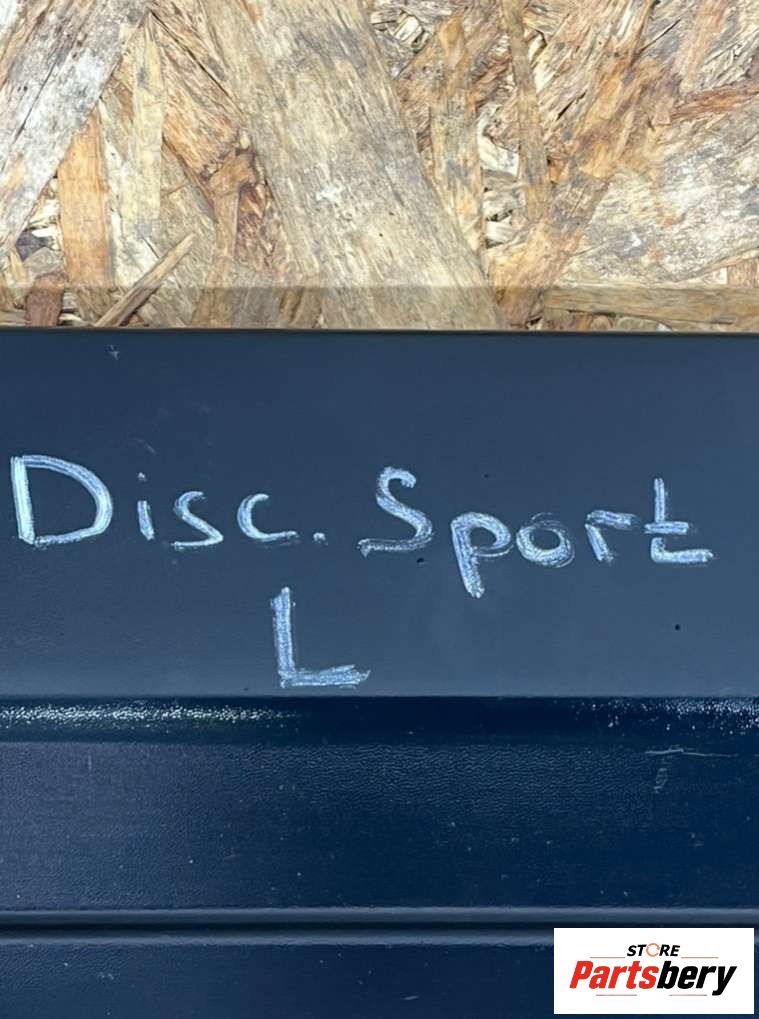 Disc. Sport
L
STORE
Partsbery